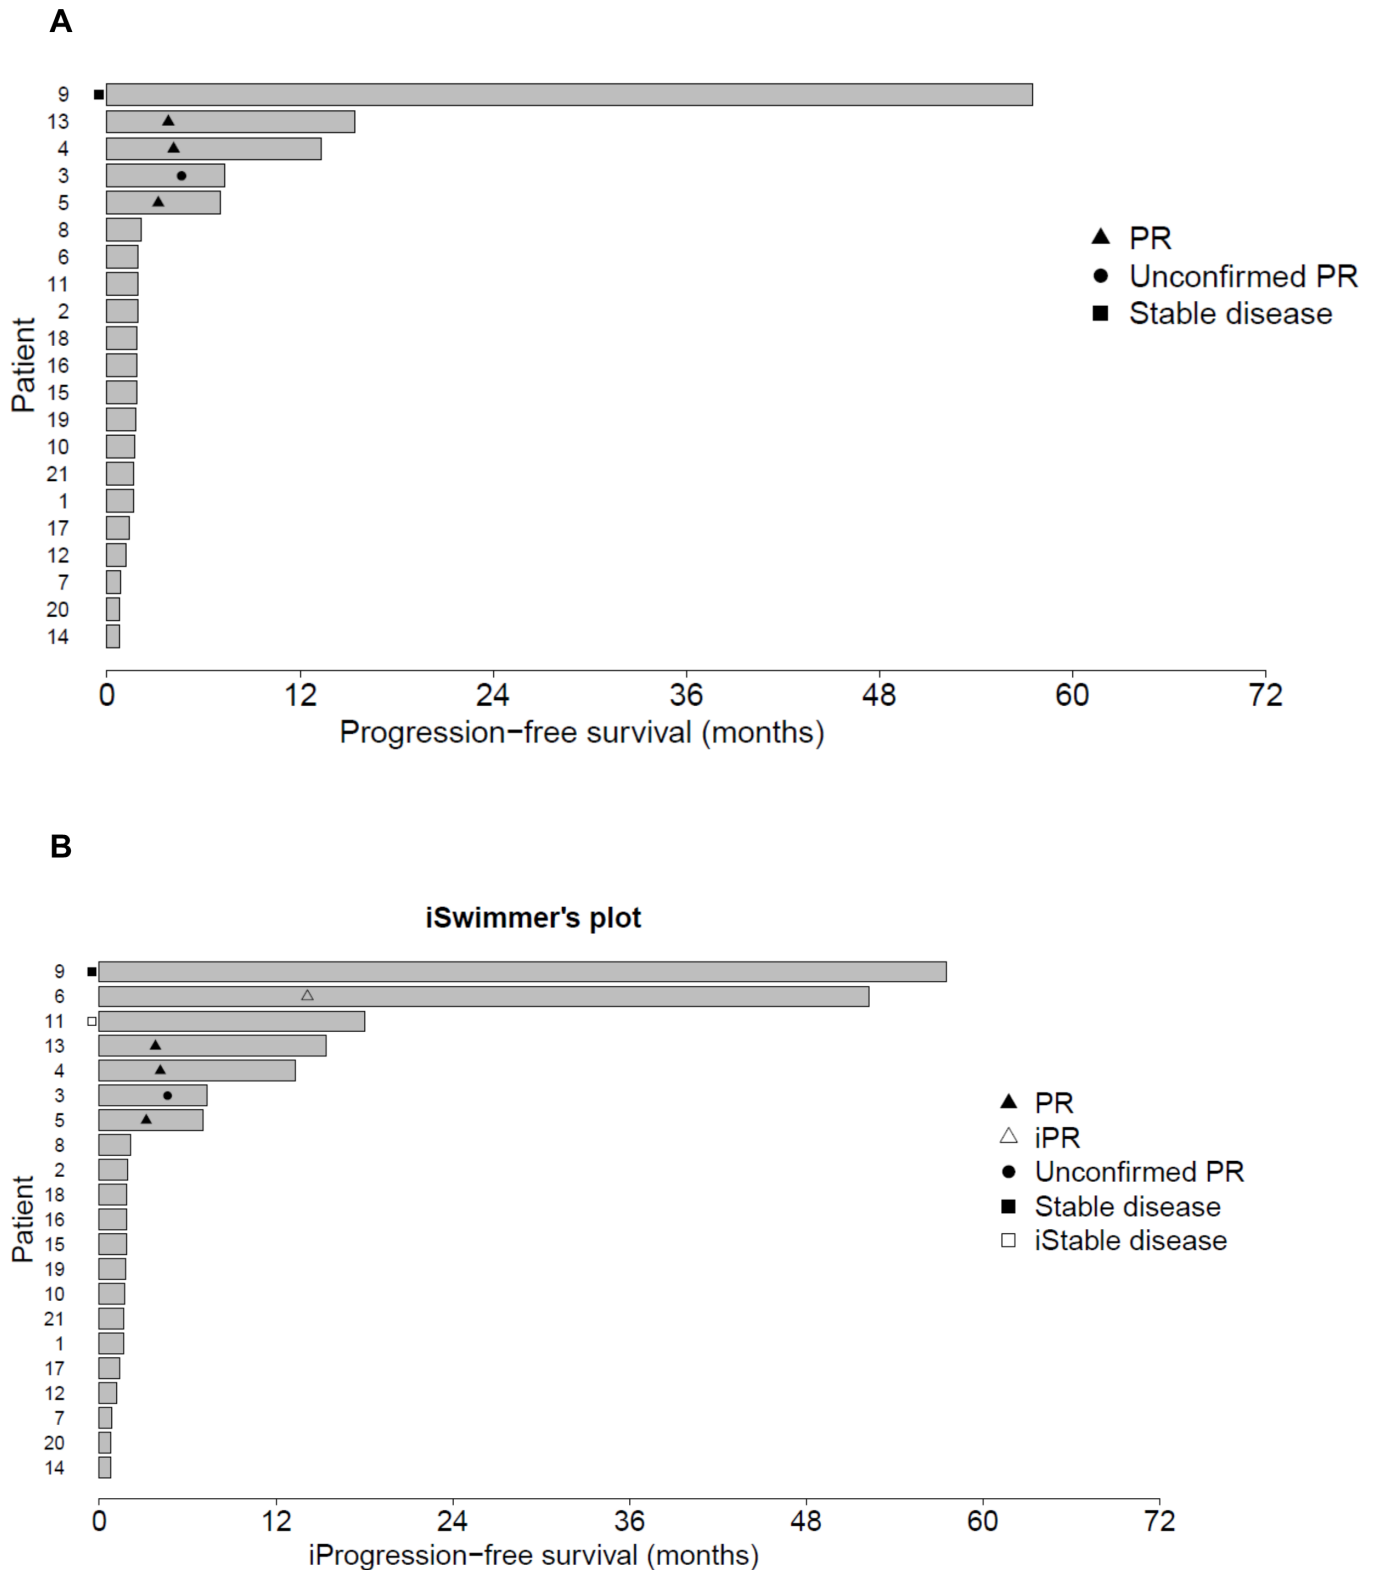 A
9
13
4
3
5
8
6
11
2
18
16
15
19
10
21
1
17
12
7
20
14
Patient
PR
Unconfirmed PR
Stable disease
0 12 24 36 48 60 72
Progression−free survival (months)
B
iSwimmer's plot
9
6
11
13
4
3
5
8
2
18
16
15
19
10
21
1
17
12
7
20
14
Patient
PR
iPR
Unconfirmed PR
Stable disease
iStable disease
0 12 24 36 48 60 72
iProgression−free survival (months)